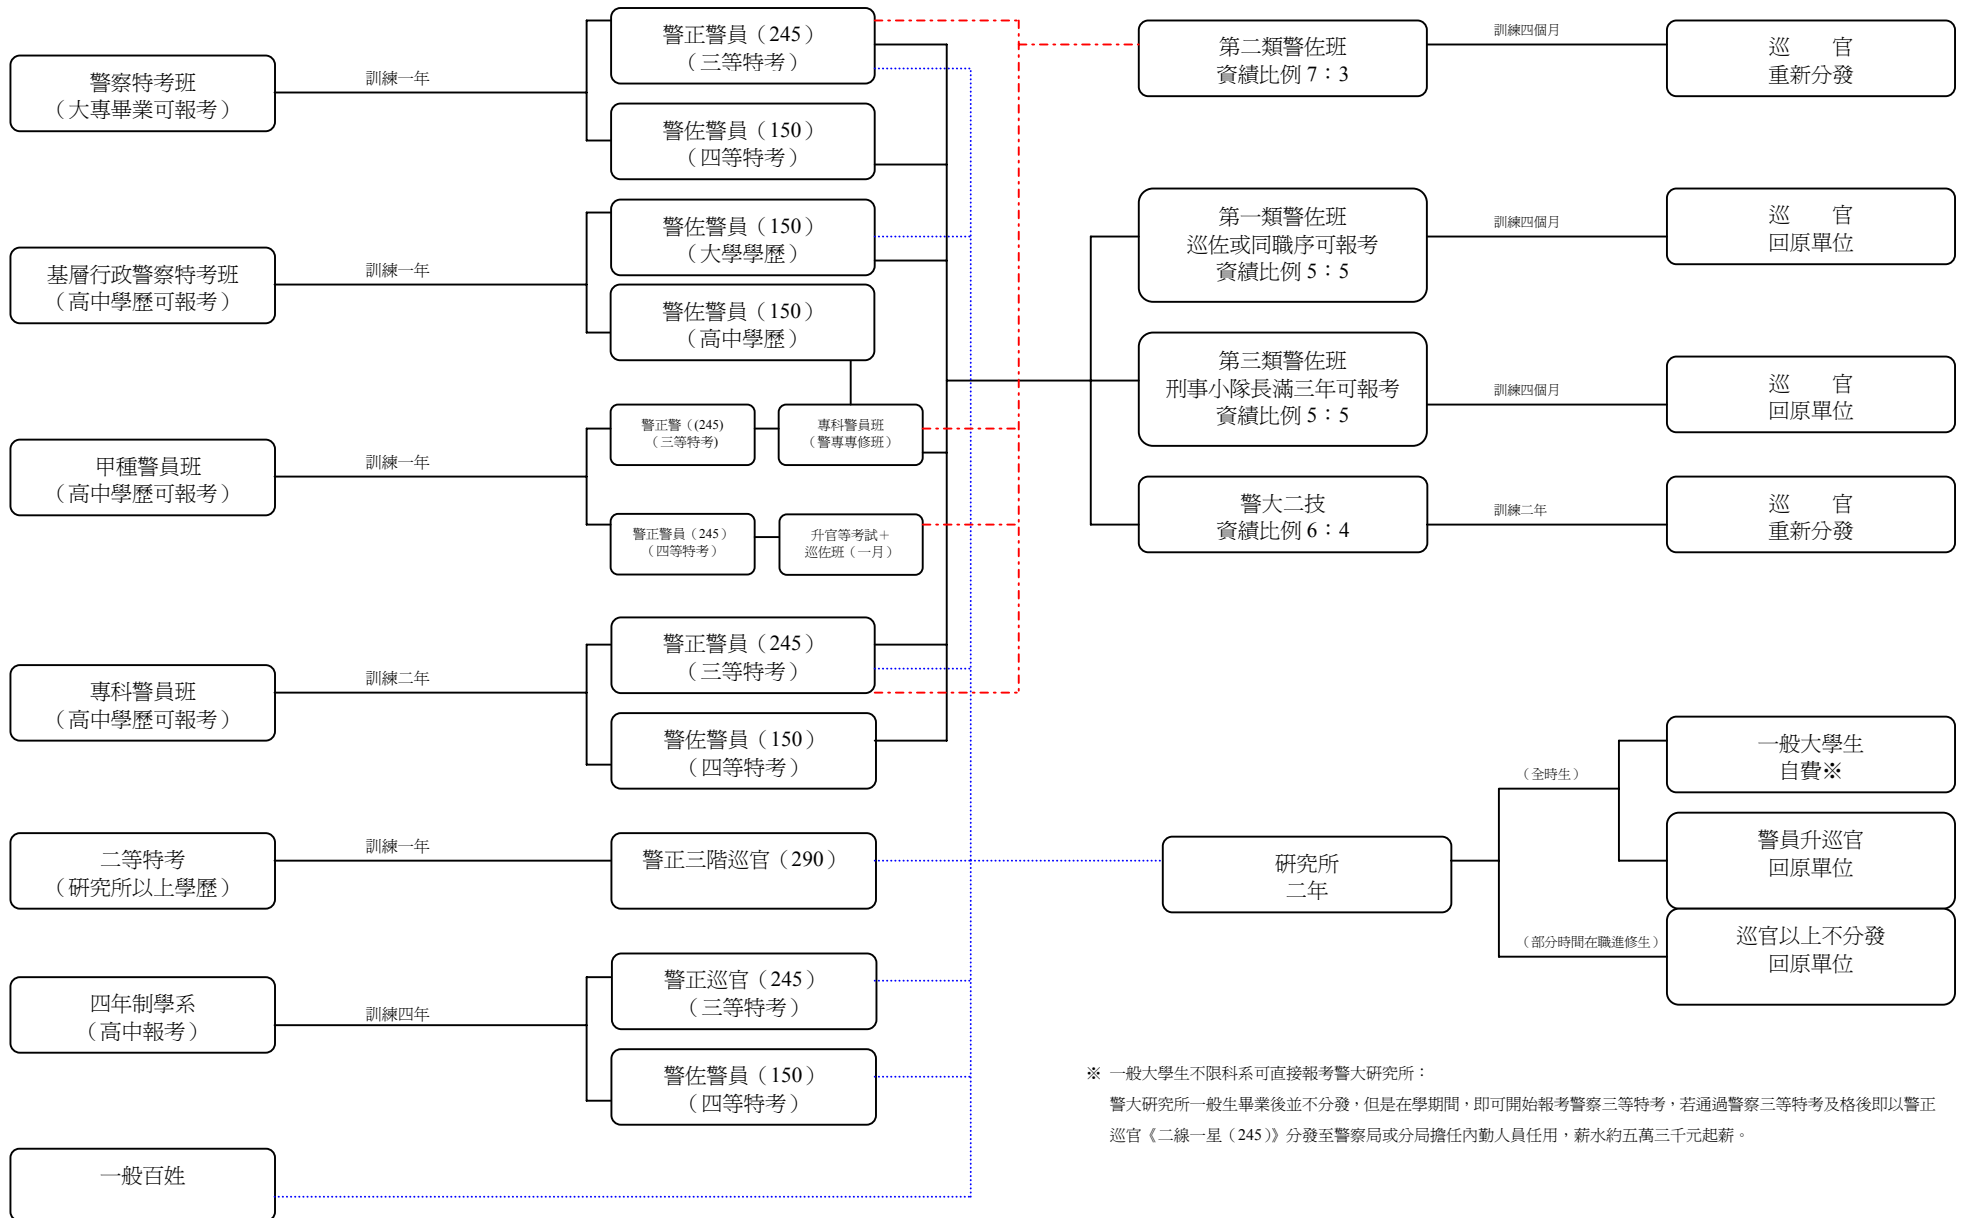 警察特考班
（大專畢業可報考）
訓練一年
警正警員（245）
（三等特考）
警佐警員（150）
（四等特考）
基層行政警察特考班
（高中學歷可報考）
訓練一年
警佐警員（150）
（大學學歷）
警佐警員（150）
（高中學歷）
甲種警員班
（高中學歷可報考）
訓練一年
警正警（(245)
（三等特考)
專科警員班
（警專專修班）
警正警員（245）
（四等特考）
升官等考試＋
巡佐班（一月）
專科警員班
（高中學歷可報考）
訓練二年
警正警員（245）
（三等特考）
警佐警員（150）
（四等特考）
二等特考
（研究所以上學歷）
訓練一年
警正三階巡官（290）
四年制學系
（高中報考）
訓練四年
警正巡官（245）
（三等特考）
警佐警員（150）
（四等特考）
一般百姓
第二類警佐班
資績比例 7：3
訓練四個月
巡　　官
重新分發
第一類警佐班
巡佐或同職序可報考
資績比例 5：5
訓練四個月
巡　　官
回原單位
第三類警佐班
刑事小隊長滿三年可報考
資績比例 5：5
訓練四個月
巡　　官
回原單位
警大二技
資績比例 6：4
訓練二年
巡　　官
重新分發
研究所
二年
（全時生）
一般大學生
自費※
警員升巡官
回原單位
（部分時間在職進修生）
巡官以上不分發
回原單位
※ 一般大學生不限科系可直接報考警大研究所：
警大研究所一般生畢業後並不分發，但是在學期間，即可開始報考警察三等特考，若通過警察三等特考及格後即以警正
巡官《二線一星（245）》分發至警察局或分局擔任內勤人員任用，薪水約五萬三千元起薪。